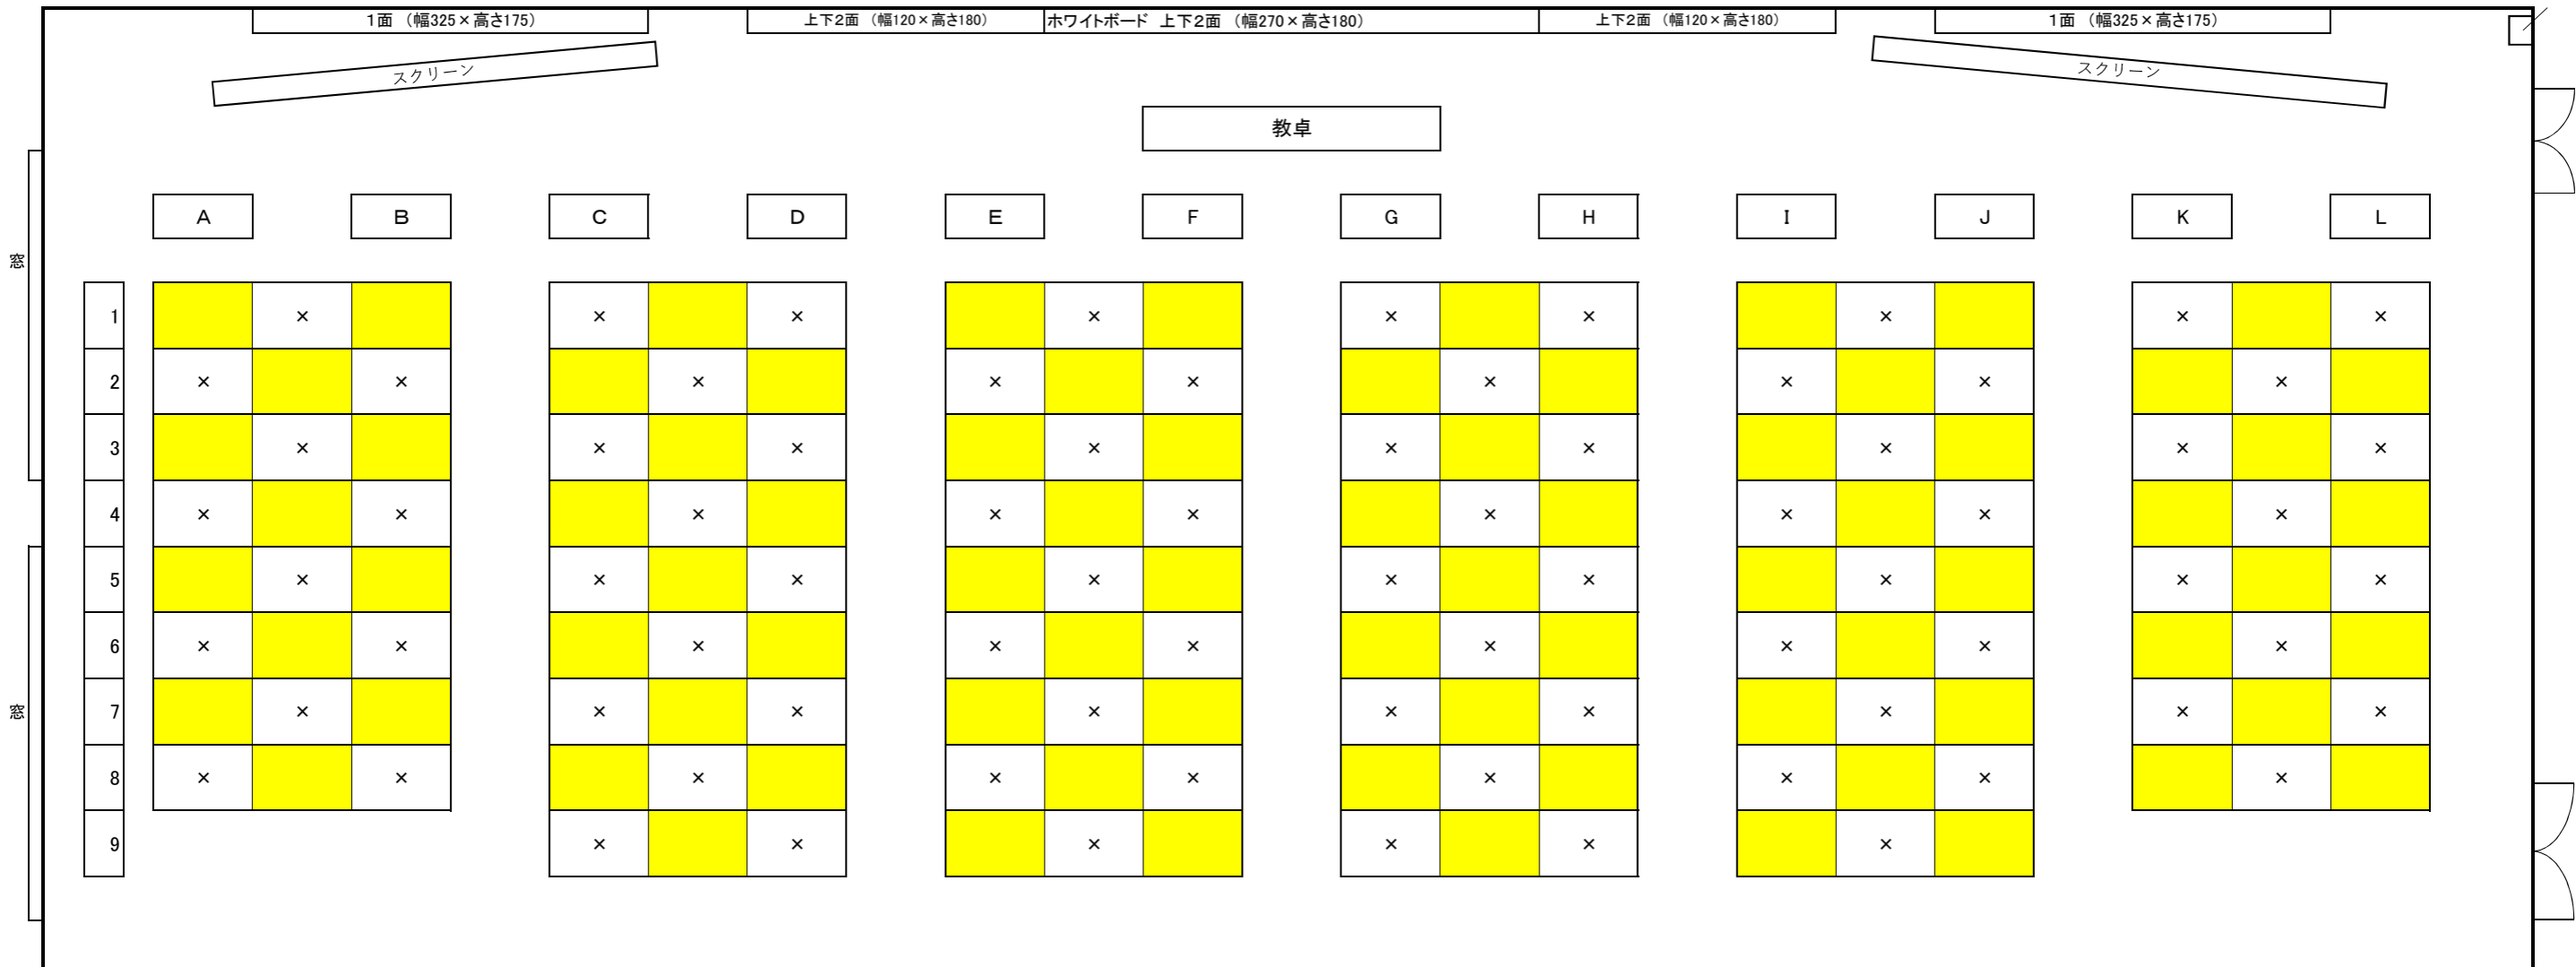 1面 (幅325×高さ175) 上下2面 (幅120×高さ180) ホワイトボード 上下2面 (幅270×高さ180) 上下2面 (幅120×高さ180) 1面 (幅325×高さ175)
スクリーン スクリーン
教卓
A B C D E F G H I J K L
窓
1 × × × × × × × × ×
2 × × × × × × × × ×
3 × × × × × × × × ×
4 × × × × × × × × ×
5 × × × × × × × × ×
6 × × × × × × × × ×
窓
7 × × × × × × × × ×
8 × × × × × × × × ×
9 × × × × × ×